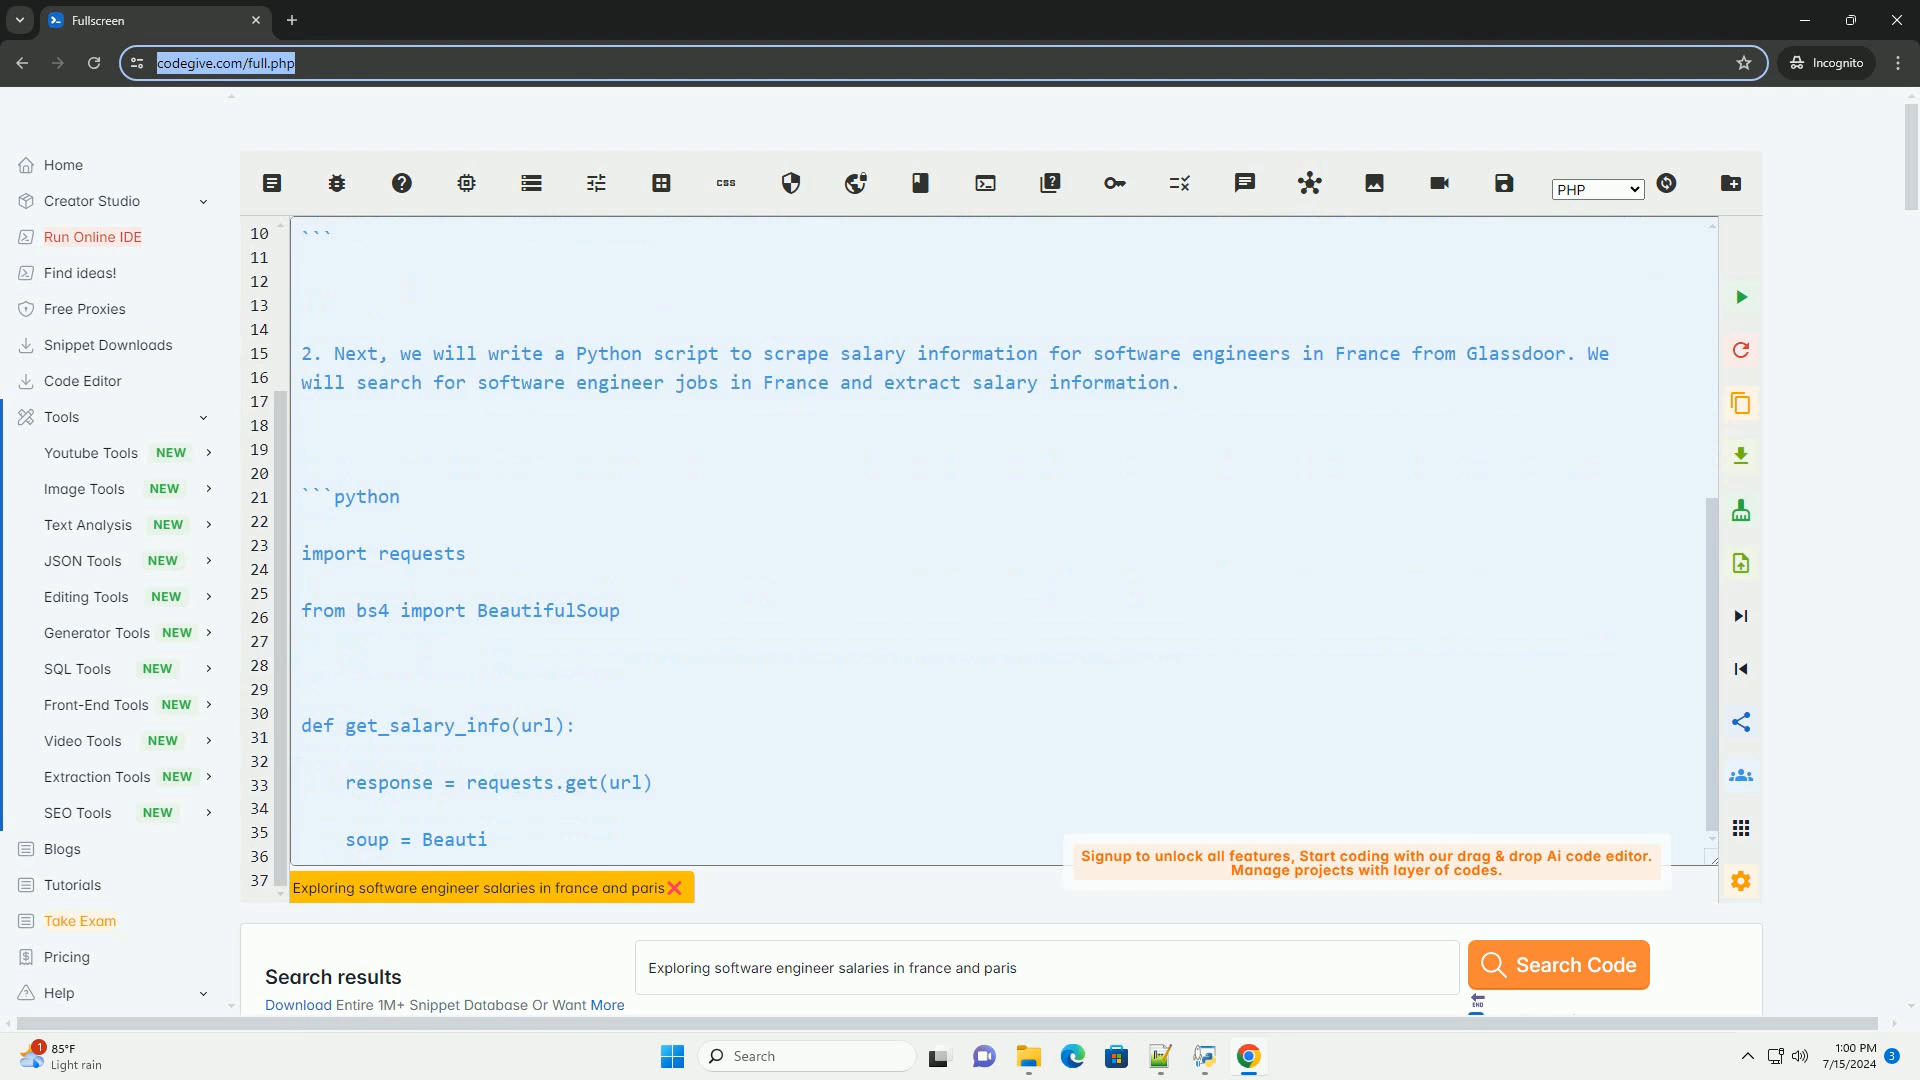 Fullscreen
codegive.com/full.php
Incognito
Home
Creator Studio
Run Online IDE
Find ideas!
Free Proxies
Snippet Downloads
Code Editor
Tools
Youtube Tools NEW
Image Tools NEW
Text Analysis NEW
JSON Tools NEW
Editing Tools NEW
Generator Tools NEW
SQL Tools NEW
Front-End Tools NEW
Video Tools NEW
Extraction Tools NEW
SEO Tools NEW
Blogs
Tutorials
Take Exam
Pricing
Help
css
PHP
10
11
12
13
14
15
16
17
18
19
20
21
22
23
24
25
26
27
28
29
30
31
32
33
34
35
36
37
```
2. Next, we will write a Python script to scrape salary information for software engineers in France from Glassdoor. We
will search for software engineer jobs in France and extract salary information.
```python
import requests
from bs4 import BeautifulSoup
def get_salary_info(url):
response = requests.get(url)
soup = Beauti
Signup to unlock all features, Start coding with our drag & drop Ai code editor.
Manage projects with layer of codes.
Exploring software engineer salaries in france and paris
Search results
Download Entire 1M+ Snippet Database Or Want More
Exploring software engineer salaries in france and paris
Search Code
END
1
85°F
Light rain
Search
1:00 PM
7/15/2024
3